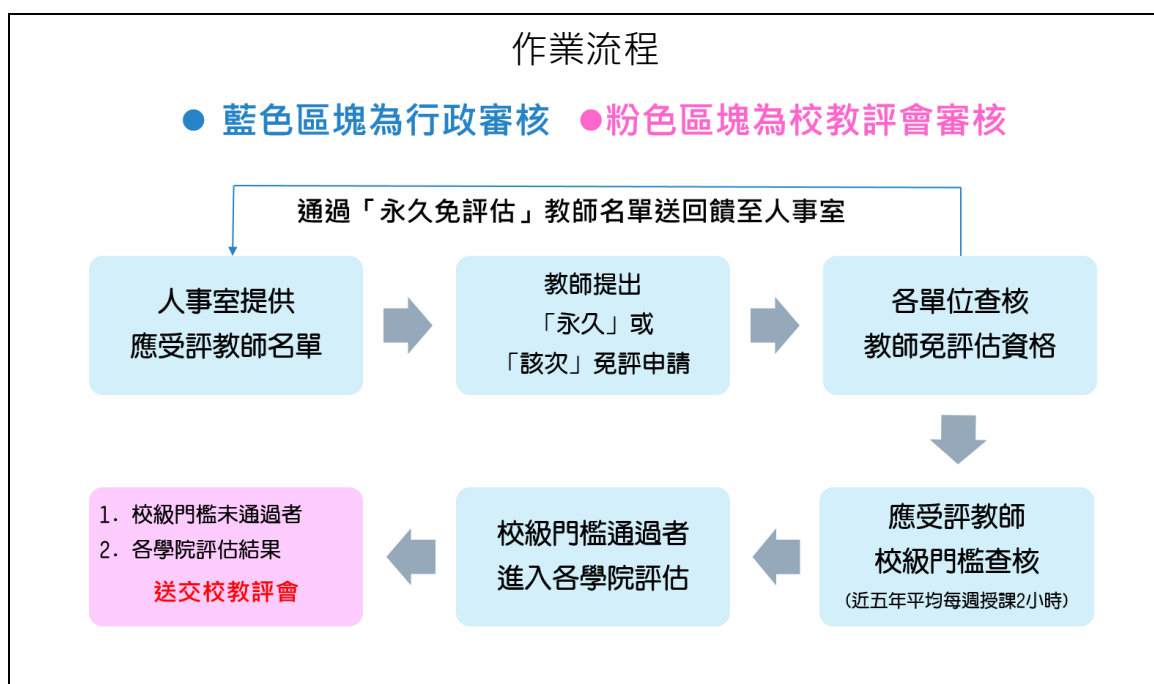 作業流程
● 藍色區塊為行政審核 ●粉色區塊為校教評會審核
通過「永久免評估」教師名單送回饋至人事室
人事室提供
應受評教師名單
教師提出
「永久」或
「該次」免評申請
各單位查核
教師免評估資格
應受評教師
校級門檻查核
(近五年平均每週授課2小時)
校級門檻通過者
進入各學院評估
1. 校級門檻未通過者
2. 各學院評估結果
送交校教評會